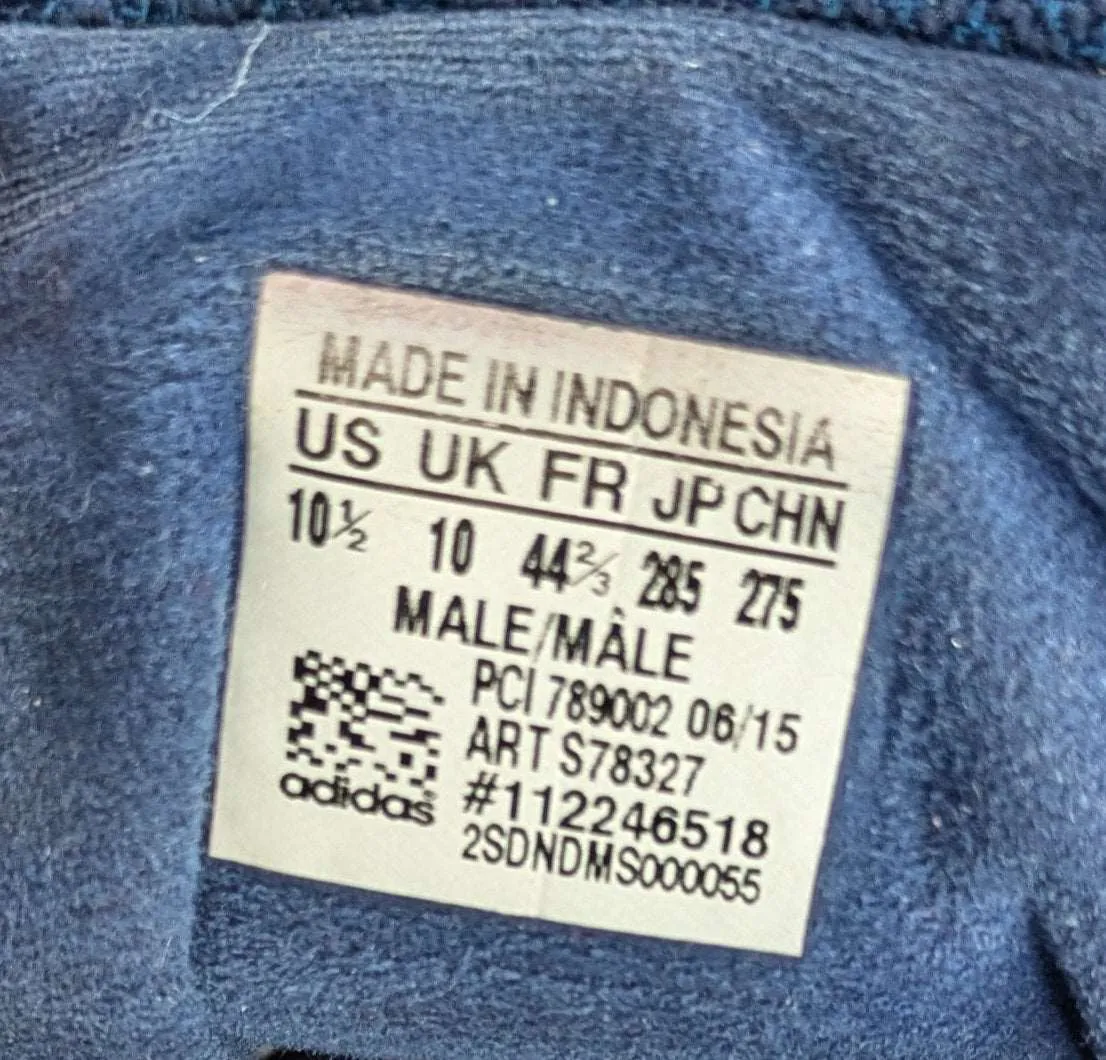 MADE IN INDONESIA
US UK FR JP CHN
10½ 10 44⅔ 285 275
MALE/MÂLE
PCI 789002 06/15
ART S78327
adidas #112246518
2SDNDMS000055